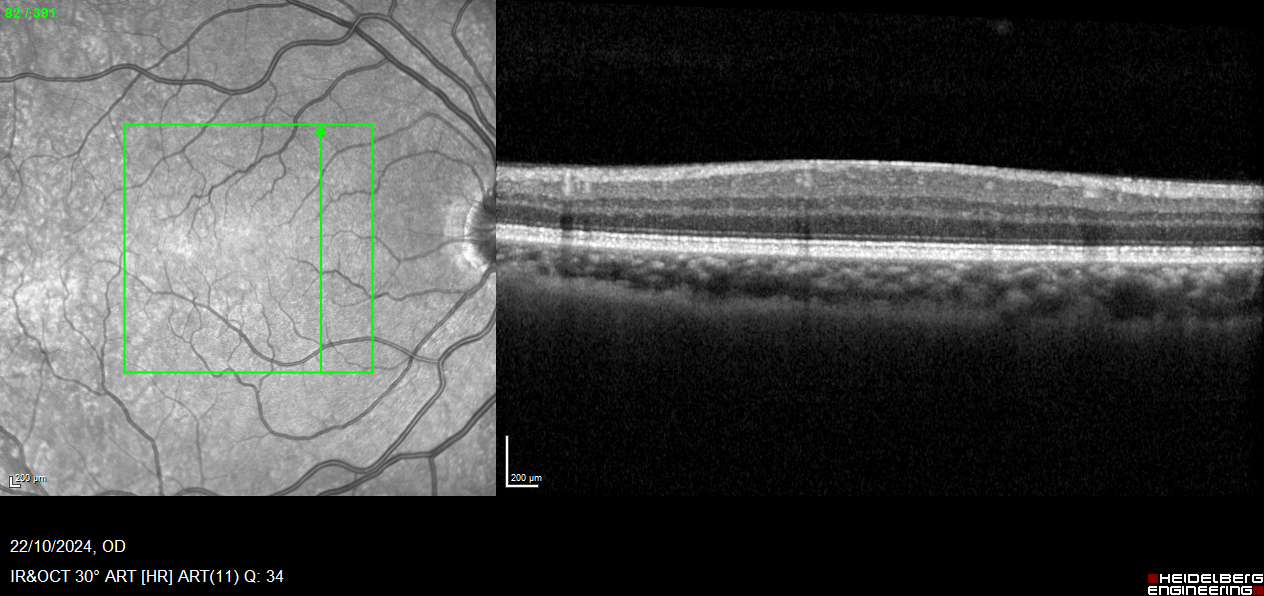 82 / 381
200 µm
200 µm
22/10/2024, OD
IR&OCT 30° ART [HR] ART(11) Q: 34
HEIDELBERG
ENGINEERING